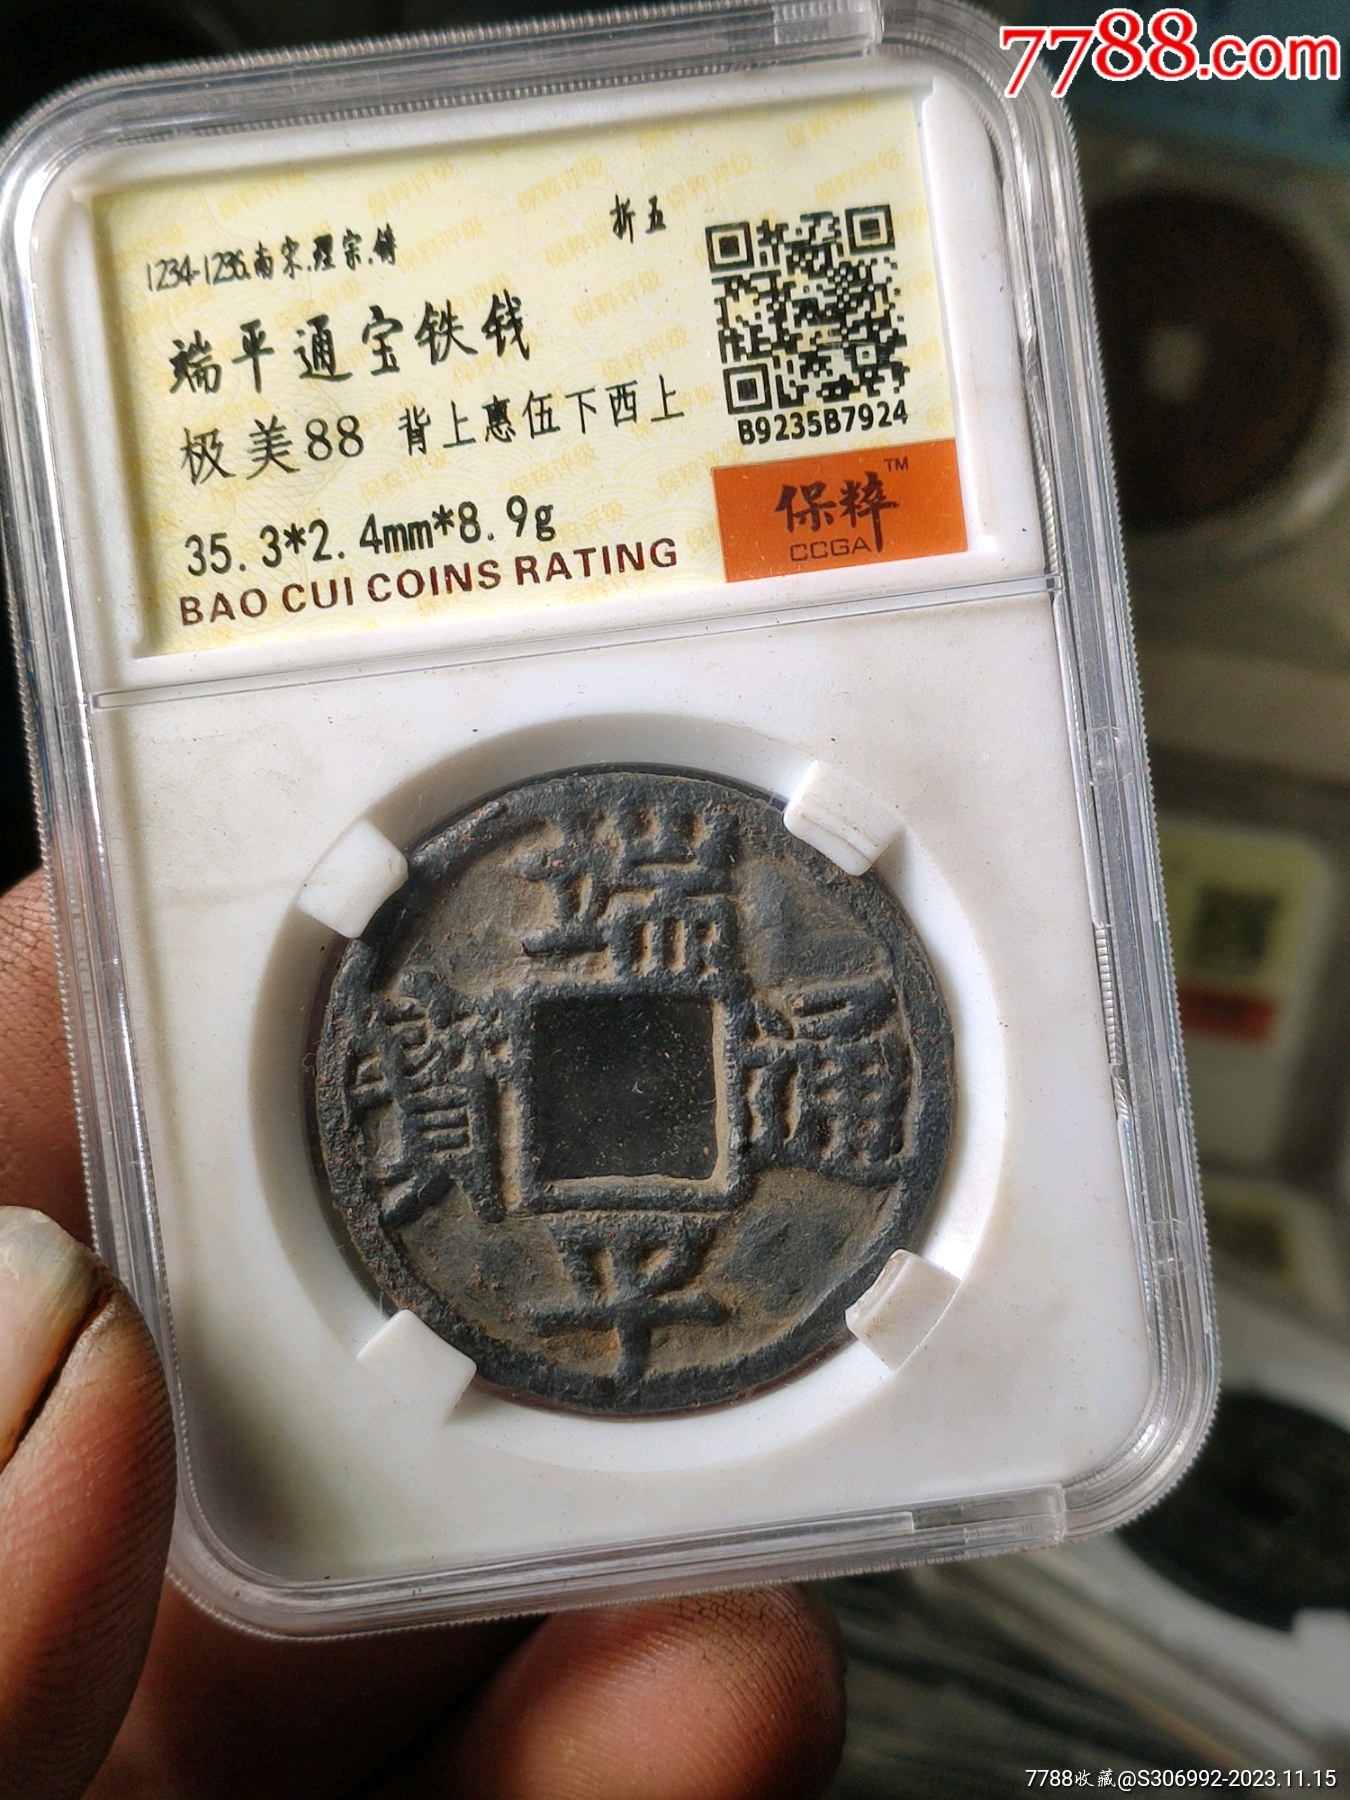 7788.com
1234-1236.南宋.理宗.铸
折五
端平通宝铁钱
极美88 背上惠伍下西上
35.3*2.4mm*8.9g
BAO CUI COINS RATING
B9235B7924
保粹™
CCGA
端
寶 通
平
7788收藏@S306992-2023.11.15